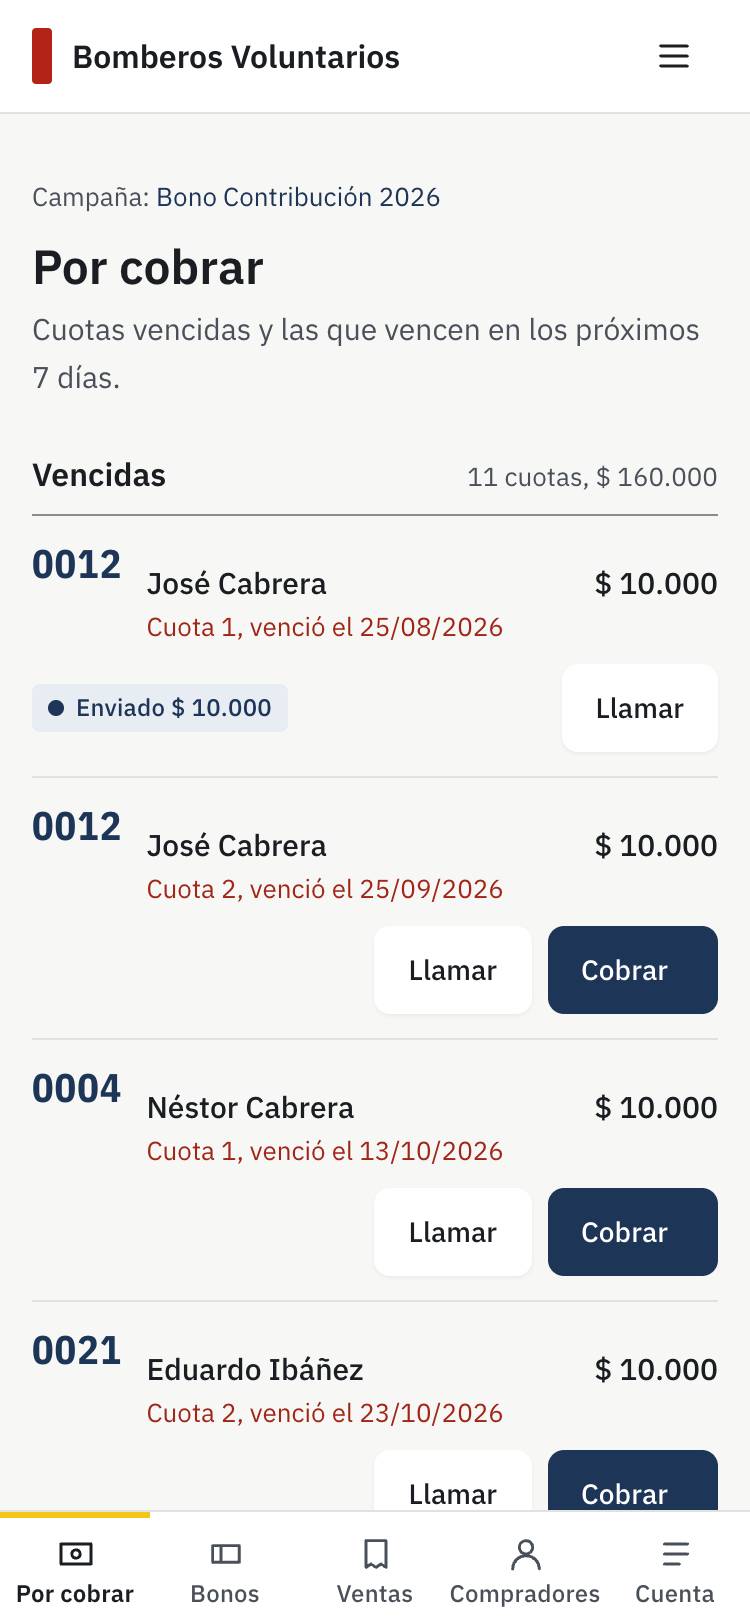 Bomberos Voluntarios
Campaña: Bono Contribución 2026
Por cobrar
Cuotas vencidas y las que vencen en los próximos
7 días.
Vencidas 11 cuotas, $ 160.000
0012 José Cabrera $ 10.000
Cuota 1, venció el 25/08/2026
Enviado $ 10.000 Llamar
0012 José Cabrera $ 10.000
Cuota 2, venció el 25/09/2026
Llamar Cobrar
0004 Néstor Cabrera $ 10.000
Cuota 1, venció el 13/10/2026
Llamar Cobrar
0021 Eduardo Ibáñez $ 10.000
Cuota 2, venció el 23/10/2026
Llamar Cobrar
Por cobrar Bonos Ventas Compradores Cuenta